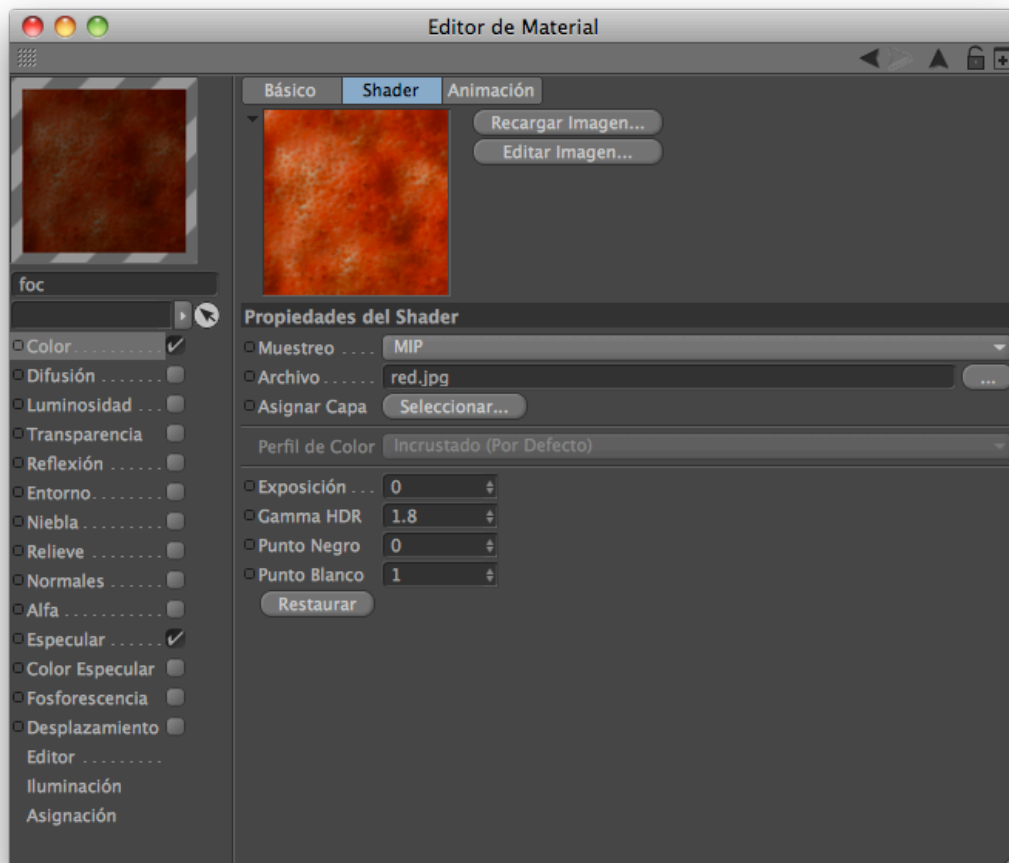 Editor de Material
Básico Shader Animación
Recargar Imagen...
Editar Imagen...
foc
Propiedades del Shader
Color
Difusión
Luminosidad
Transparencia
Reflexión
Entorno
Niebla
Relieve
Normales
Alfa
Especular
Color Especular
Fosforescencia
Desplazamiento
Editor
Iluminación
Asignación
Muestreo MIP
Archivo red.jpg ...
Asignar Capa Seleccionar...
Perfil de Color Incrustado (Por Defecto)
Exposición 0
Gamma HDR 1.8
Punto Negro 0
Punto Blanco 1
Restaurar